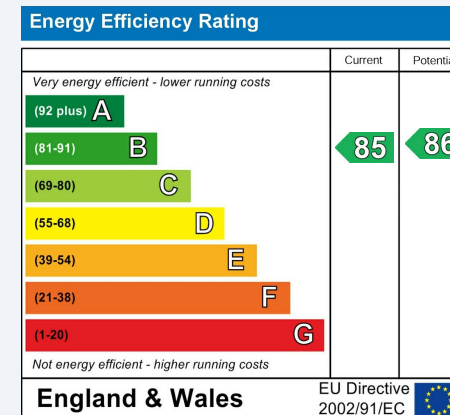 Energy Efficiency Rating
Current Potentia
Very energy efficient - lower running costs
(92 plus) A
(81-91) B 85 86
(69-80) C
(55-68) D
(39-54) E
(21-38) F
(1-20) G
Not energy efficient - higher running costs
England & Wales
EU Directive
2002/91/EC